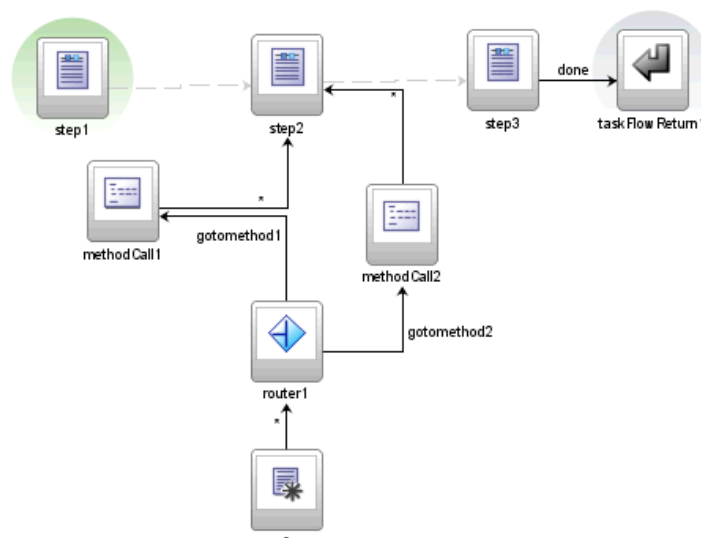 done
step1
step2
step3
taskFlowReturn1
*
*
gotomethod1
methodCall1
methodCall2
gotomethod2
router1
*